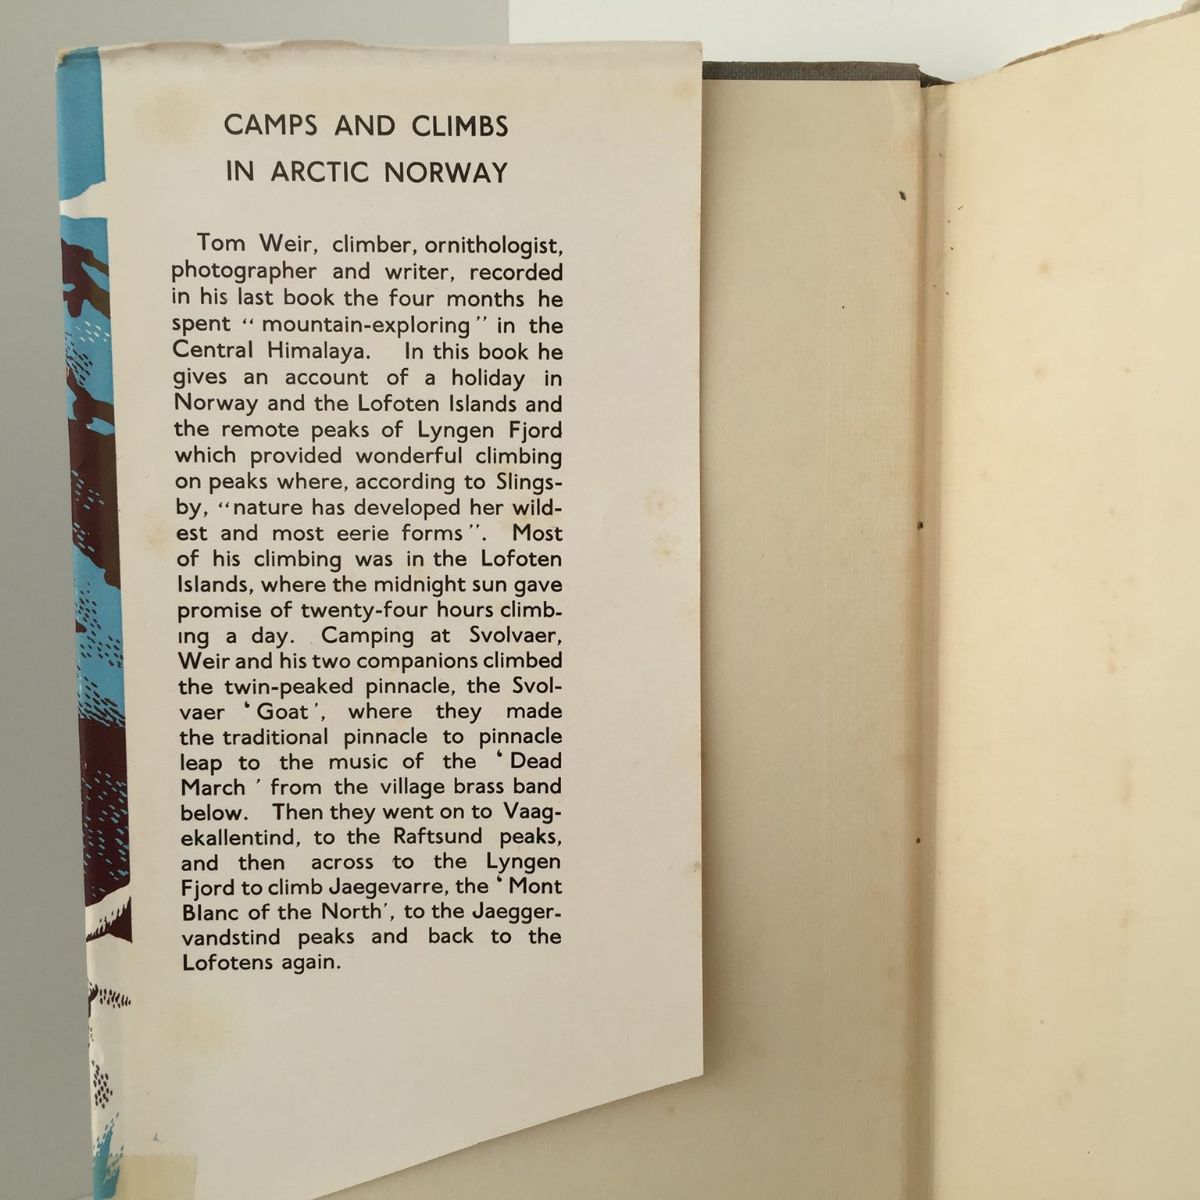 CAMPS AND CLIMBS
IN ARCTIC NORWAY
Tom Weir, climber, ornithologist,
photographer and writer, recorded
in his last book the four months he
spent “ mountain-exploring ” in the
Central Himalaya. In this book he
gives an account of a holiday in
Norway and the Lofoten Islands and
the remote peaks of Lyngen Fjord
which provided wonderful climbing
on peaks where, according to Slings-
by, “nature has developed her wild-
est and most eerie forms ”. Most
of his climbing was in the Lofoten
Islands, where the midnight sun gave
promise of twenty-four hours climb-
ing a day. Camping at Svolvaer,
Weir and his two companions climbed
the twin-peaked pinnacle, the Svol-
vaer ‘ Goat ’, where they made
the traditional pinnacle to pinnacle
leap to the music of the ‘ Dead
March ’ from the village brass band
below. Then they went on to Vaag-
ekallentind, to the Raftsund peaks,
and then across to the Lyngen
Fjord to climb Jaegevarre, the ‘ Mont
Blanc of the North’, to the Jaegger-
vandstind peaks and back to the
Lofotens again.